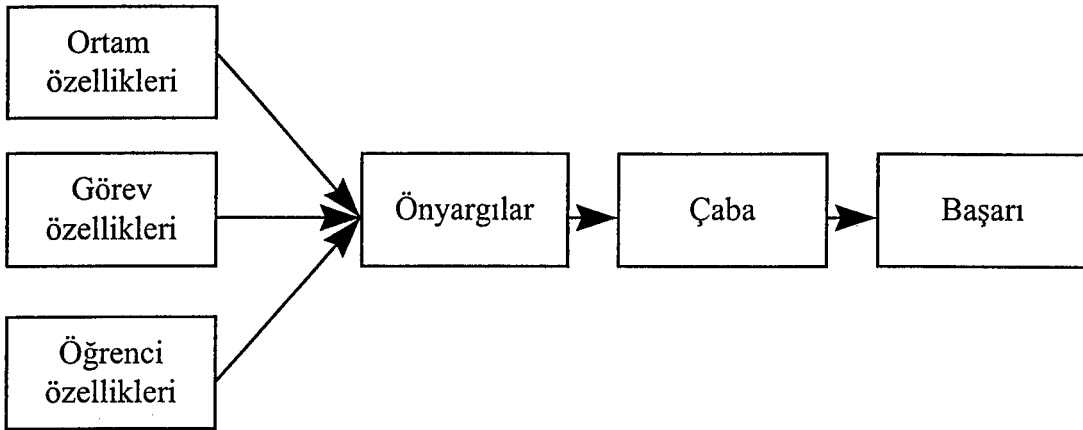 Ortam
özellikleri
Görev
özellikleri
Öğrenci
özellikleri
Önyargılar
Çaba
Başarı